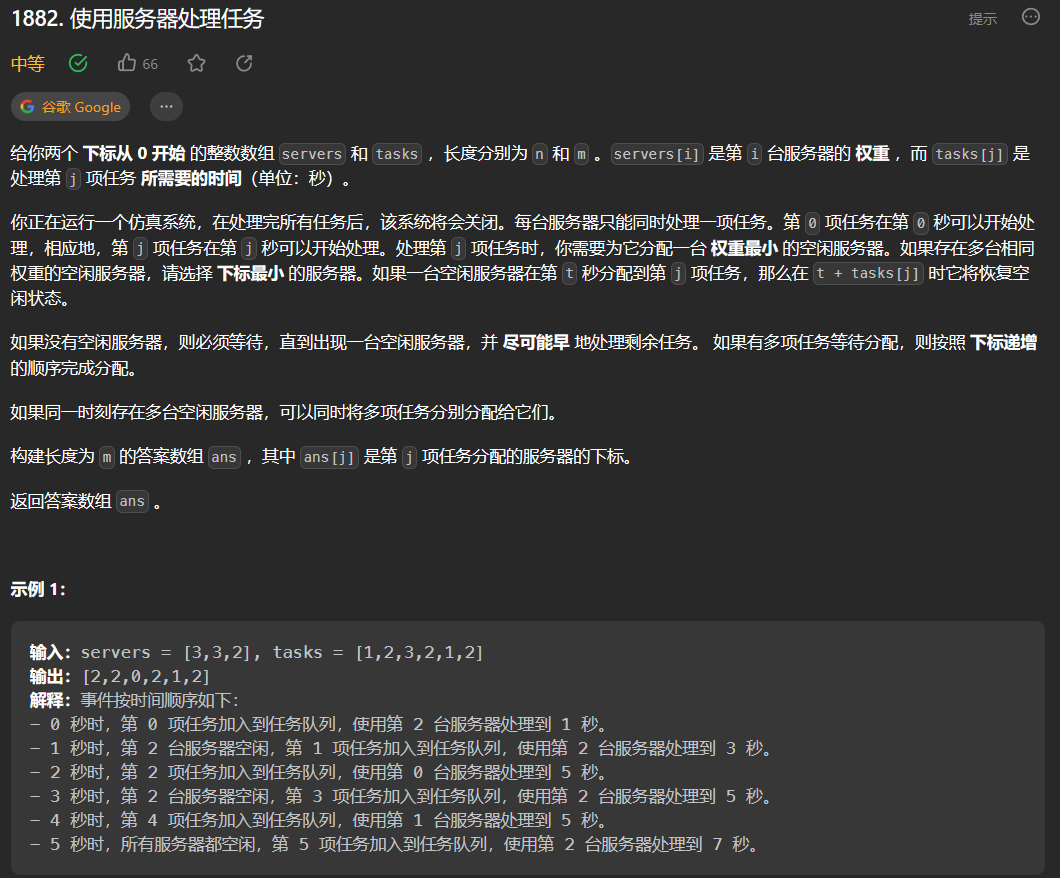 1882. 使用服务器处理任务
提示
中等
66
谷歌 Google
给你两个 下标从 0 开始 的整数数组 servers 和 tasks ，长度分别为 n 和 m 。servers[i] 是第 i 台服务器的 权重 ，而 tasks[j] 是
处理第 j 项任务 所需要的时间（单位：秒）。
你正在运行一个仿真系统，在处理完所有任务后，该系统将会关闭。每台服务器只能同时处理一项任务。第 0 项任务在第 0 秒可以开始处
理，相应地，第 j 项任务在第 j 秒可以开始处理。处理第 j 项任务时，你需要为它分配一台 权重最小 的空闲服务器。如果存在多台相同
权重的空闲服务器，请选择 下标最小 的服务器。如果一台空闲服务器在第 t 秒分配到第 j 项任务，那么在 t + tasks[j] 时它将恢复空
闲状态。
如果没有空闲服务器，则必须等待，直到出现一台空闲服务器，并 尽可能早 地处理剩余任务。 如果有多项任务等待分配，则按照 下标递增
的顺序完成分配。
如果同一时刻存在多台空闲服务器，可以同时将多项任务分别分配给它们。
构建长度为 m 的答案数组 ans ，其中 ans[j] 是第 j 项任务分配的服务器的下标。
返回答案数组 ans 。
示例 1：
输入：servers = [3,3,2], tasks = [1,2,3,2,1,2]
输出：[2,2,0,2,1,2]
解释：事件按时间顺序如下：
- 0 秒时，第 0 项任务加入到任务队列，使用第 2 台服务器处理到 1 秒。
- 1 秒时，第 2 台服务器空闲，第 1 项任务加入到任务队列，使用第 2 台服务器处理到 3 秒。
- 2 秒时，第 2 项任务加入到任务队列，使用第 0 台服务器处理到 5 秒。
- 3 秒时，第 2 台服务器空闲，第 3 项任务加入到任务队列，使用第 2 台服务器处理到 5 秒。
- 4 秒时，第 4 项任务加入到任务队列，使用第 1 台服务器处理到 5 秒。
- 5 秒时，所有服务器都空闲，第 5 项任务加入到任务队列，使用第 2 台服务器处理到 7 秒。